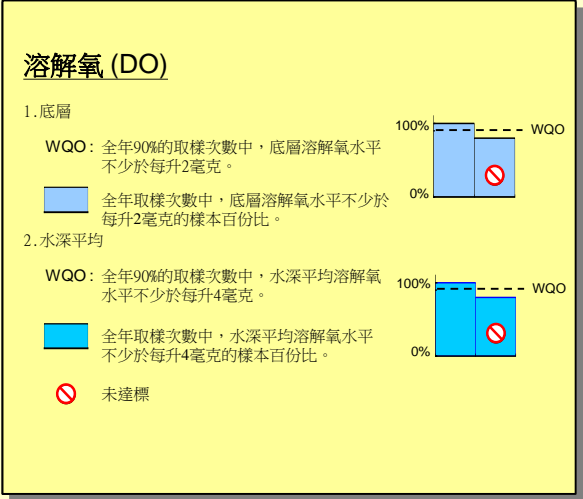 溶解氧 (DO)
1.底層
WQO: 全年90%的取樣次數中，底層溶解氧水平
不少於每升2毫克。
全年取樣次數中，底層溶解氧水平不少於
每升2毫克的樣本百份比。
100%
WQO
0%
2.水深平均
WQO: 全年90%的取樣次數中，水深平均溶解氧
水平不少於每升4毫克。
全年取樣次數中，水深平均溶解氧水平
不少於每升4毫克的樣本百份比。
100%
WQO
0%
未達標